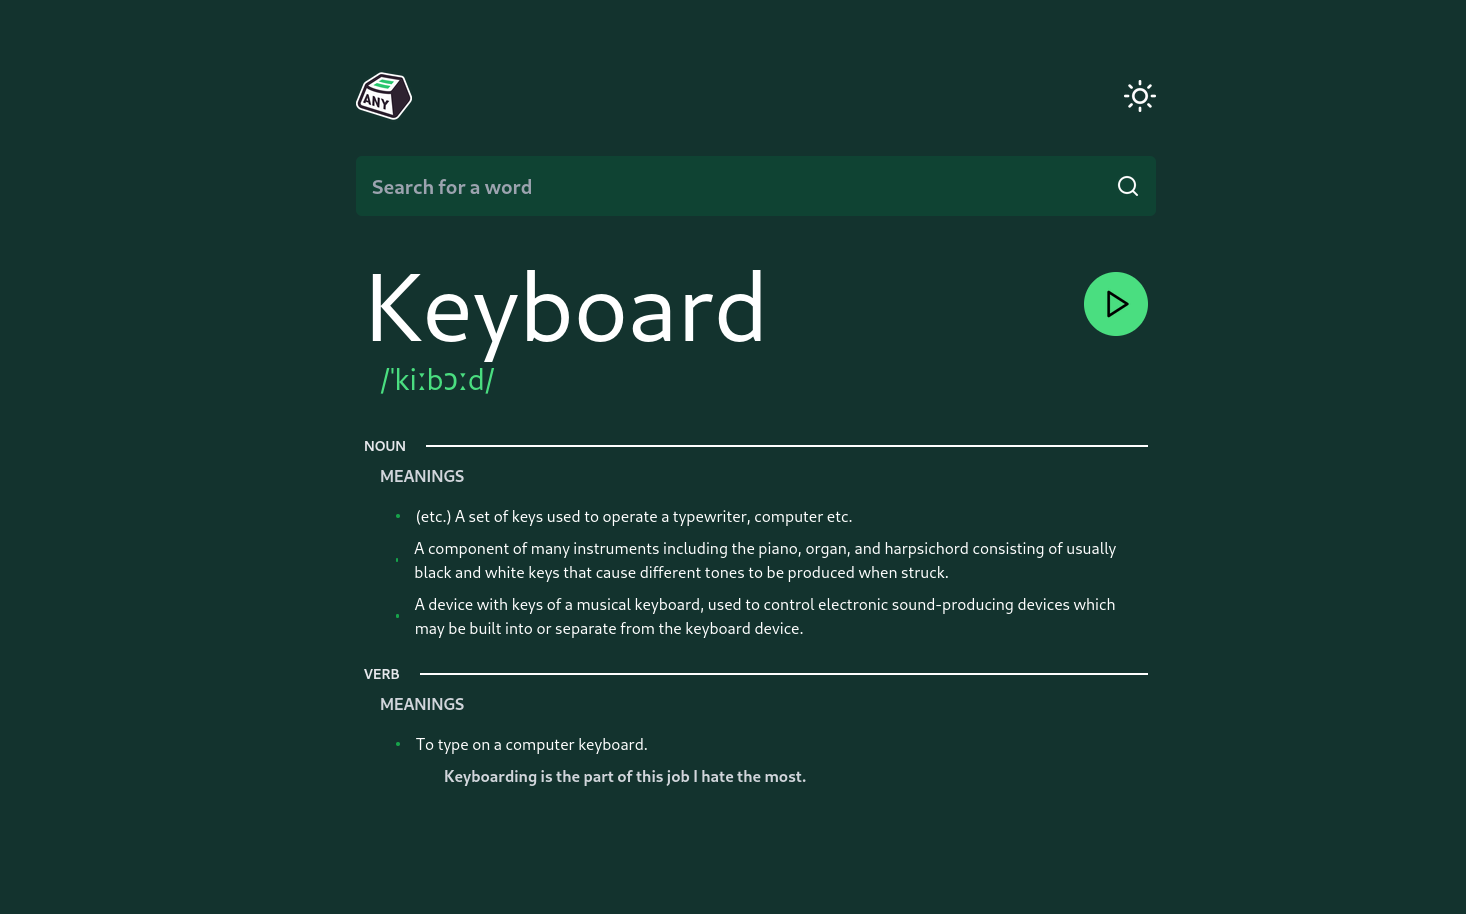 ANY
Search for a word
Keyboard
/ˈkiːbɔːd/
NOUN
MEANINGS
(etc.) A set of keys used to operate a typewriter, computer etc.
A component of many instruments including the piano, organ, and harpsichord consisting of usually
black and white keys that cause different tones to be produced when struck.
A device with keys of a musical keyboard, used to control electronic sound-producing devices which
may be built into or separate from the keyboard device.
VERB
MEANINGS
To type on a computer keyboard.
Keyboarding is the part of this job I hate the most.